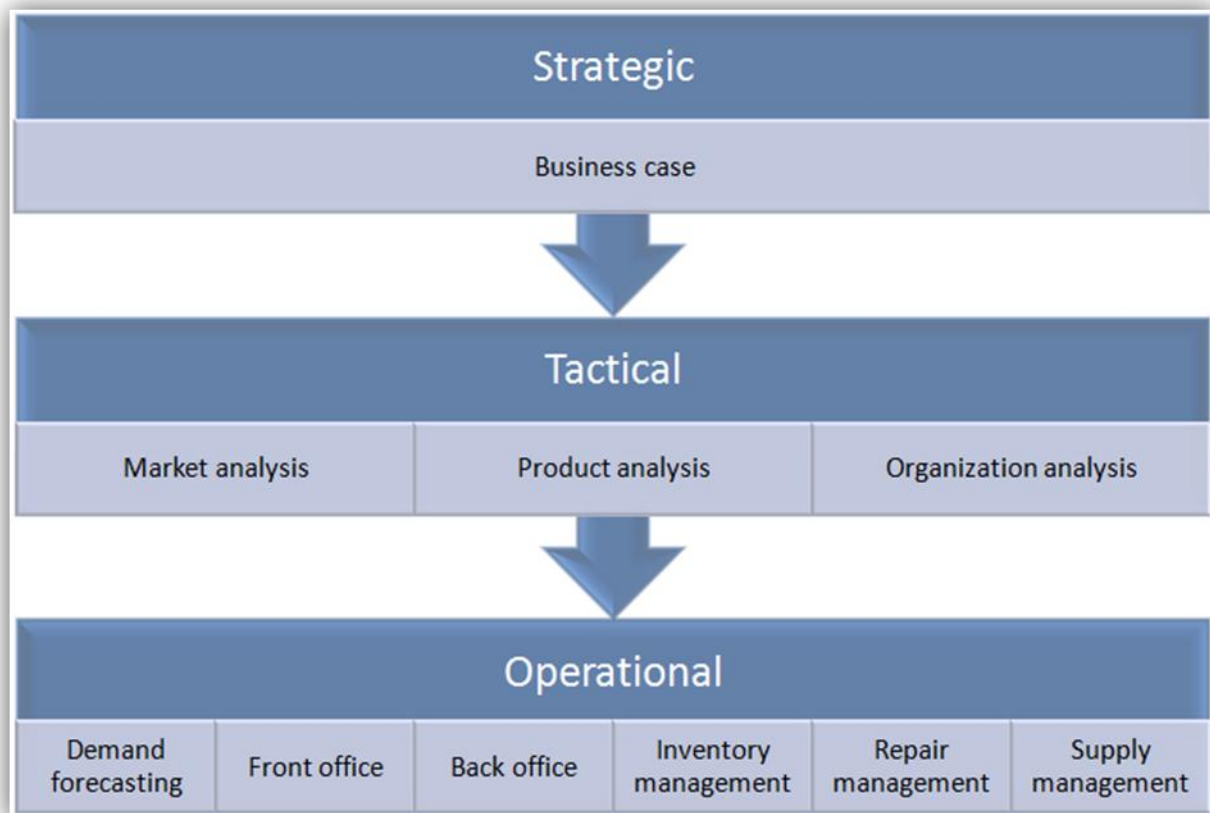 Strategic
Business case
Tactical
Market analysis
Product analysis
Organization analysis
Operational
Demand
forecasting
Front office
Back office
Inventory
management
Repair
management
Supply
management